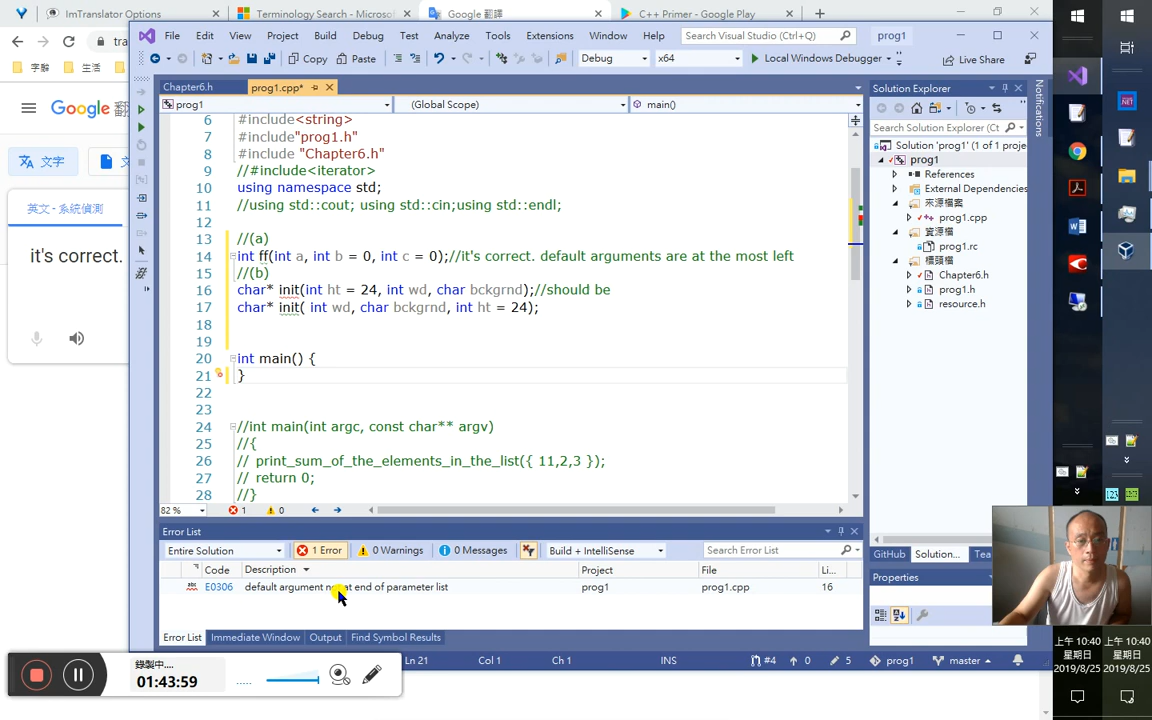 ImTranslator Options
Terminology Search - Microsof
Google 翻譯
C++ Primer - Google Play
File Edit View Project Build Debug Test Analyze Tools Extensions Window Help Search Visual Studio (Ctrl+Q) prog1
Copy Paste Debug x64 Local Windows Debugger Live Share
字辭 生活
Google 翻
文字
英文 - 系統偵測
it's correct.
Chapter6.h prog1.cpp*
prog1 (Global Scope) main()
6 #include<string>
7 #include"prog1.h"
8 #include "Chapter6.h"
9 //#include<iterator>
10 using namespace std;
11 //using std::cout; using std::cin;using std::endl;
12
13 //(a)
14 int ff(int a, int b = 0, int c = 0);//it's correct. default arguments are at the most left
15 //(b)
16 char* init(int ht = 24, int wd, char bckgrnd);//should be
17 char* init( int wd, char bckgrnd, int ht = 24);
18
19
20 int main() {
21 }
22
23
24 //int main(int argc, const char** argv)
25 //{
26 // print_sum_of_the_elements_in_the_list({ 11,2,3 });
27 // return 0;
28 //}
82 % 1 0
Solution Explorer
Search Solution Explorer (Ct
Solution 'prog1' (1 of 1 proje
prog1
References
External Dependencies
來源檔案
prog1.cpp
資源檔
prog1.rc
標頭檔
Chapter6.h
prog1.h
resource.h
Notifications
GitHub Solution... Tea
Properties
Error List
Entire Solution 1 Error 0 Warnings 0 Messages Build + IntelliSense Search Error List
Code Description Project File Li...
E0306 default argument not at end of parameter list prog1 prog1.cpp 16
Error List Immediate Window Output Find Symbol Results
Ln 21 Col 1 Ch 1 INS #4 0 5 prog1 master
錄製中....
01:43:59
上午 10:40
星期日
2019/8/25
上午 10:40
星期日
2019/8/25